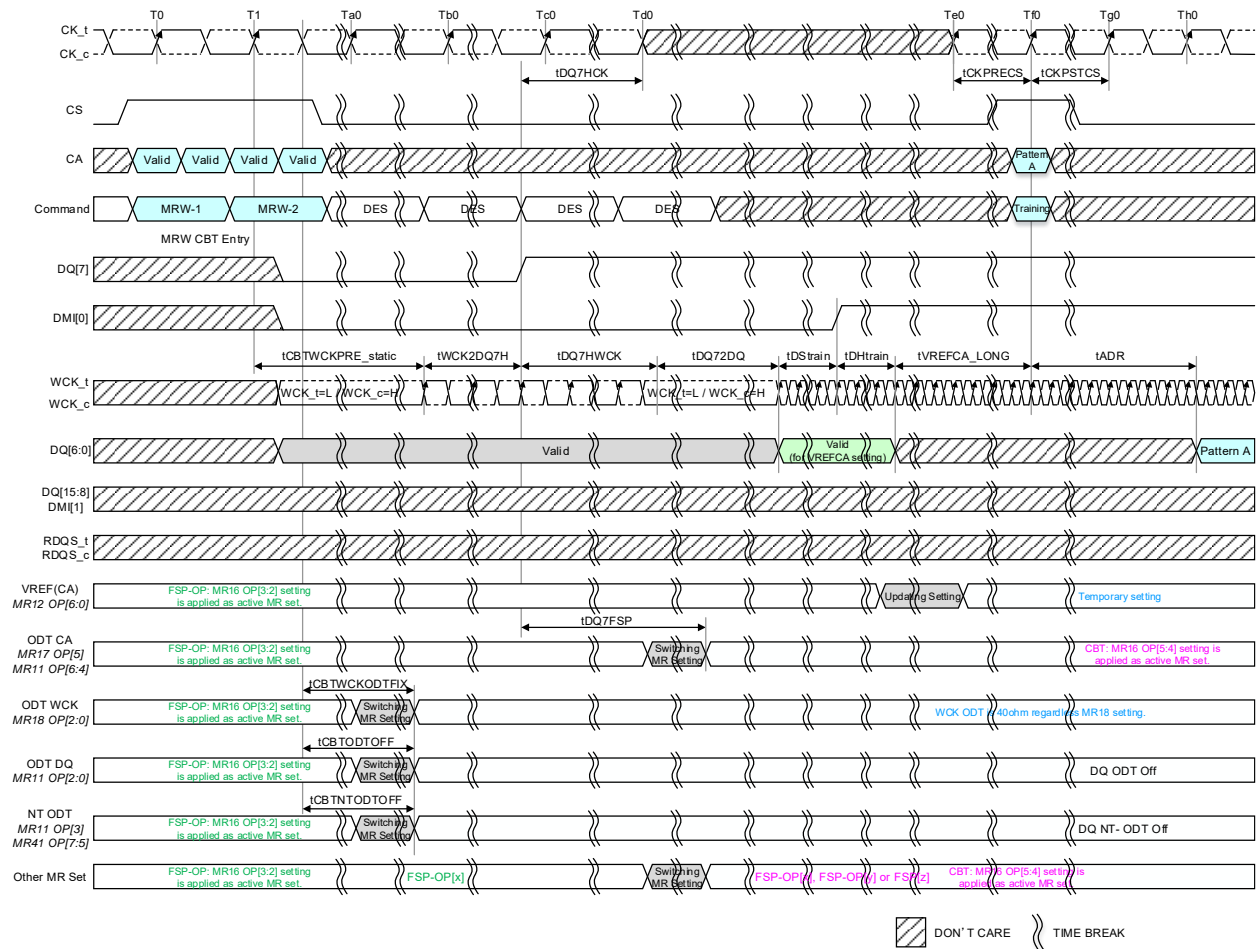 T0 T1 Ta0 Tb0 Tc0 Td0 Te0 Tf0 Tg0 Th0
CK_t
CK_c
tDQ7HCK tCKPRECS tCKPSTCS
CS
CA Valid Valid Valid Valid Pattern
A
Command MRW-1 MRW-2 DES DES DES DES Training
MRW CBT Entry
DQ[7]
DMI[0]
tCBTWCKPRE_static tWCK2DQ7H tDQ7HWCK tDQ72DQ tDStrain tDHtrain tVREFCA_LONG tADR
WCK_t
WCK_c
WCK_t=L / WCK_c=H WCK_t=L / WCK_c=H
DQ[6:0] Valid Valid
(for VREFCA setting) Pattern A
DQ[15:8]
DMI[1]
RDQS_t
RDQS_c
VREF(CA)
MR12 OP[6:0]
FSP-OP: MR16 OP[3:2] setting
is applied as active MR set.
Updating Setting Temporary setting
tDQ7FSP
ODT CA
MR17 OP[5]
MR11 OP[6:4]
FSP-OP: MR16 OP[3:2] setting
is applied as active MR set.
Switching
MR Setting
CBT: MR16 OP[5:4] setting is
applied as active MR set.
tCBTWCKODTFIX
ODT WCK
MR18 OP[2:0]
FSP-OP: MR16 OP[3:2] setting
is applied as active MR set.
Switching
MR Setting
WCK ODT is 40ohm regardless MR18 setting.
tCBTODTOFF
ODT DQ
MR11 OP[2:0]
FSP-OP: MR16 OP[3:2] setting
is applied as active MR set.
Switching
MR Setting
DQ ODT Off
tCBTNTODTOFF
NT ODT
MR11 OP[3]
MR41 OP[7:5]
FSP-OP: MR16 OP[3:2] setting
is applied as active MR set.
Switching
MR Setting
DQ NT- ODT Off
Other MR Set
FSP-OP: MR16 OP[3:2] setting
is applied as active MR set.
FSP-OP[x]
Switching
MR Setting
FSP-OP[x], FSP-OP[y] or FSP[z]
CBT: MR16 OP[5:4] setting is
applied as active MR set.
DON'T CARE TIME BREAK